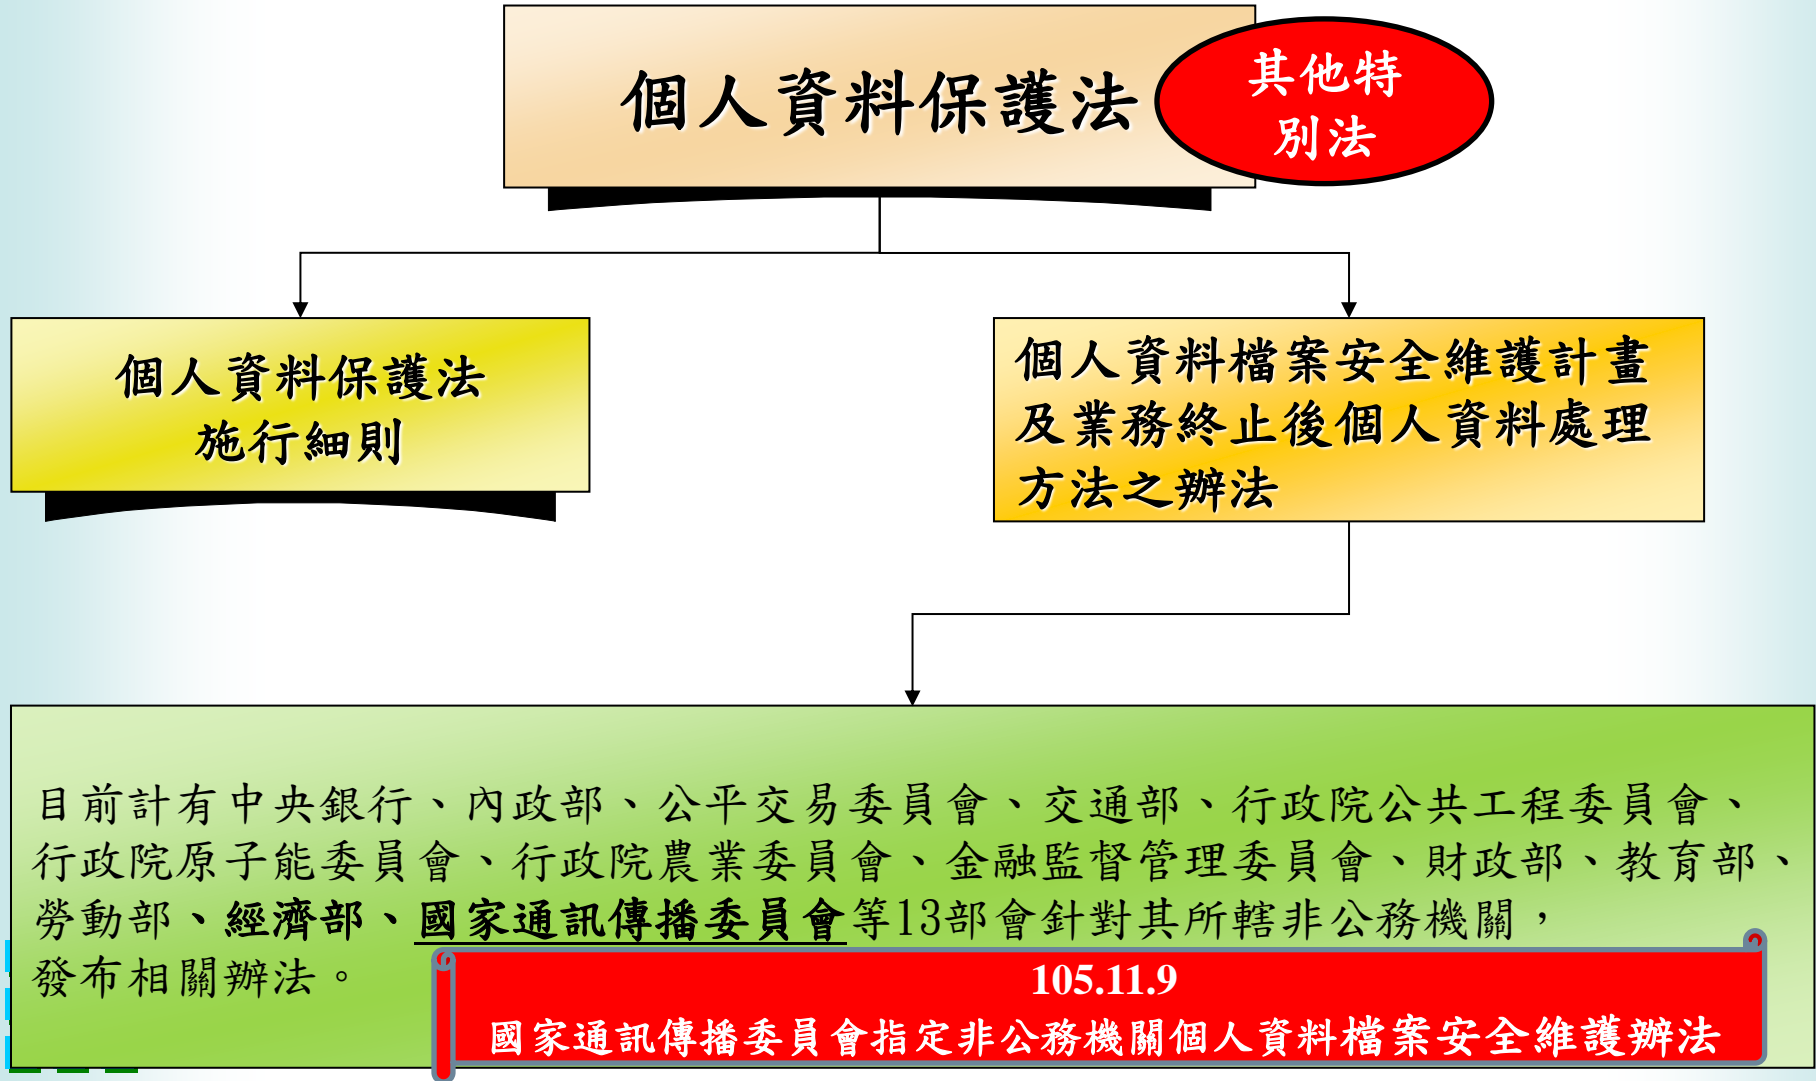 個人資料保護法
其他特
別法
個人資料保護法
施行細則
個人資料檔案安全維護計畫
及業務終止後個人資料處理
方法之辦法
目前計有中央銀行、內政部、公平交易委員會、交通部、行政院公共工程委員會、
行政院原子能委員會、行政院農業委員會、金融監督管理委員會、財政部、教育部、
勞動部、經濟部、國家通訊傳播委員會等13部會針對其所轄非公務機關，
發布相關辦法。
105.11.9
國家通訊傳播委員會指定非公務機關個人資料檔案安全維護辦法